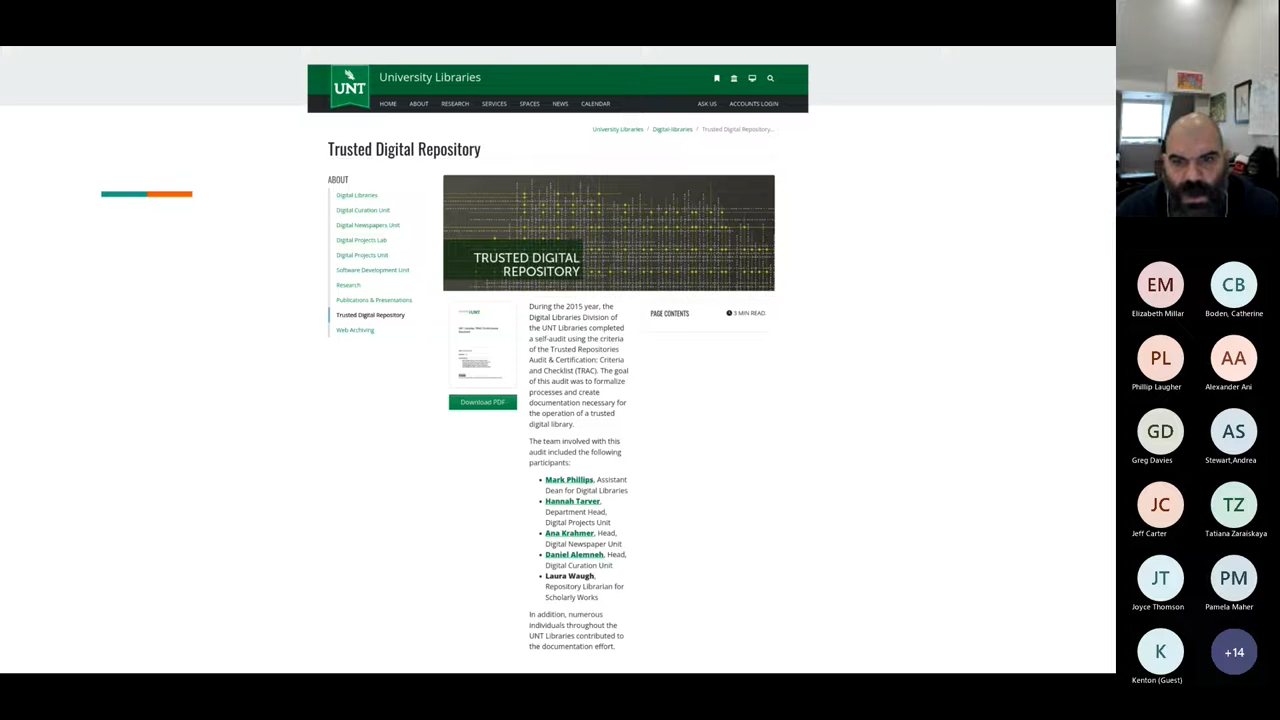 UNT
University Libraries
HOME ABOUT RESEARCH SERVICES SPACES NEWS CALENDAR ASK US ACCOUNTS LOGIN
University Libraries / Digital-libraries / Trusted Digital Repository...
Trusted Digital Repository
ABOUT
Digital Libraries
Digital Curation Unit
Digital Newspapers Unit
Digital Projects Lab
Digital Projects Unit
Software Development Unit
Research
Publications & Presentations
Trusted Digital Repository
Web Archiving
TRUSTED DIGITAL
REPOSITORY
Download PDF
During the 2015 year, the
Digital Libraries Division of
the UNT Libraries completed
a self-audit using the criteria
of the Trusted Repositories
Audit & Certification: Criteria
and Checklist (TRAC). The goal
of this audit was to formalize
processes and create
documentation necessary for
the operation of a trusted
digital library.
The team involved with this
audit included the following
participants:
• Mark Phillips, Assistant
Dean for Digital Libraries
• Hannah Tarver,
Department Head,
Digital Projects Unit
• Ana Krahmer, Head,
Digital Newspaper Unit
• Daniel Alemneh, Head,
Digital Curation Unit
• Laura Waugh,
Repository Librarian for
Scholarly Works
In addition, numerous
individuals throughout the
UNT Libraries contributed to
the documentation effort.
PAGE CONTENTS 3 MIN READ
EM CB
Elizabeth Millar Boden, Catherine
PL AA
Phillip Laugher Alexander Ani
GD AS
Greg Davies Stewart,Andrea
JC TZ
Jeff Carter Tatiana Zaraiskaya
JT PM
Joyce Thomson Pamela Maher
K +14
Kenton (Guest)